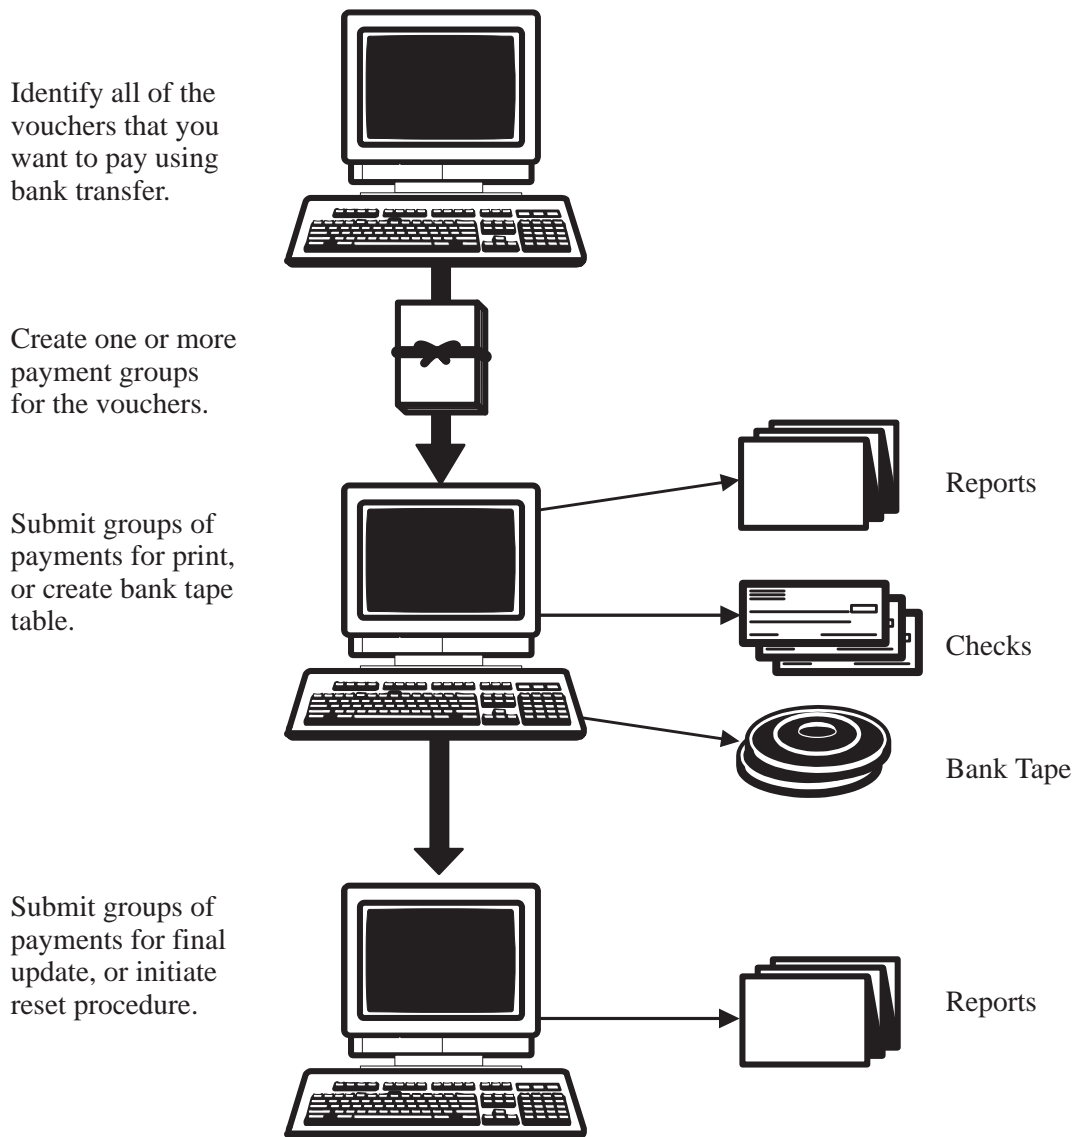 Identify all of the
vouchers that you
want to pay using
bank transfer.
Create one or more
payment groups
for the vouchers.
Submit groups of
payments for print,
or create bank tape
table.
Reports
Checks
Bank Tape
Submit groups of
payments for final
update, or initiate
reset procedure.
Reports